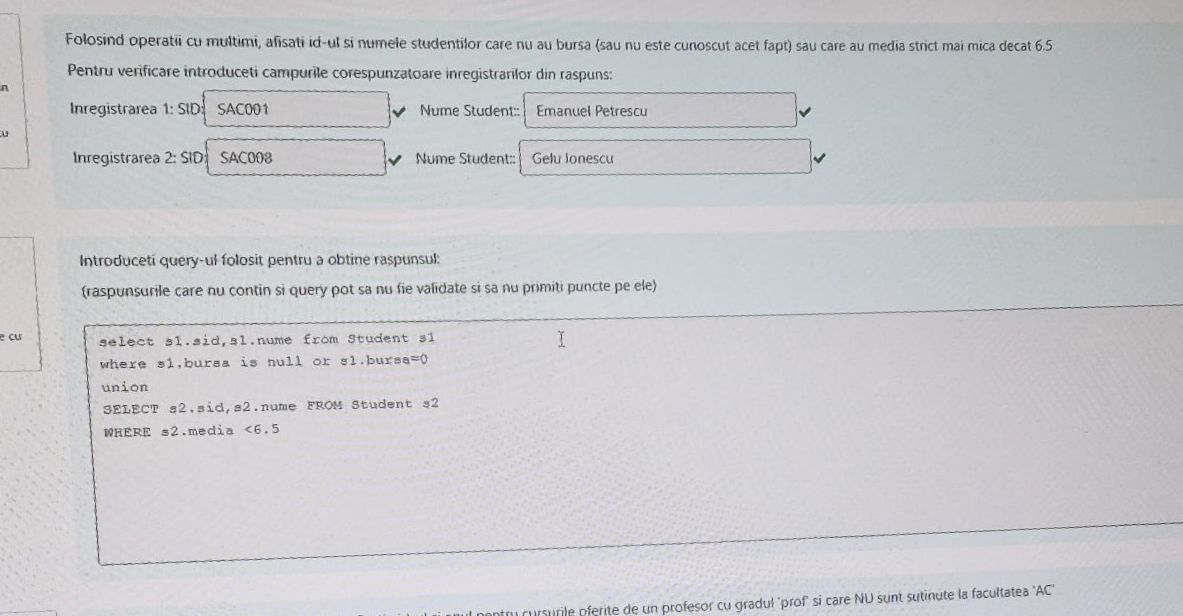 Folosind operatii cu multimi, afisati id-ul si numele studentilor care nu au bursa (sau nu este cunoscut acet fapt) sau care au media strict mai mica decat 6.5
Pentru verificare introduceti campurile corespunzatoare inregistrarilor din raspuns:
Inregistrarea 1: SID: SAC001 Nume Student:: Emanuel Petrescu
Inregistrarea 2: SID: SAC008 Nume Student:: Gelu Ionescu
Introduceti query-ul folosit pentru a obtine raspunsul:
(raspunsurile care nu contin si query pot sa nu fie validate si sa nu primiti puncte pe ele)
e cu
select s1.sid,s1.nume from Student s1
where s1.bursa is null or s1.bursa=0
union
SELECT s2.sid,s2.nume FROM Student s2
WHERE s2.media <6.5
pentru cursurile oferite de un profesor cu gradul 'prof' si care NU sunt sutinute la facultatea 'AC'